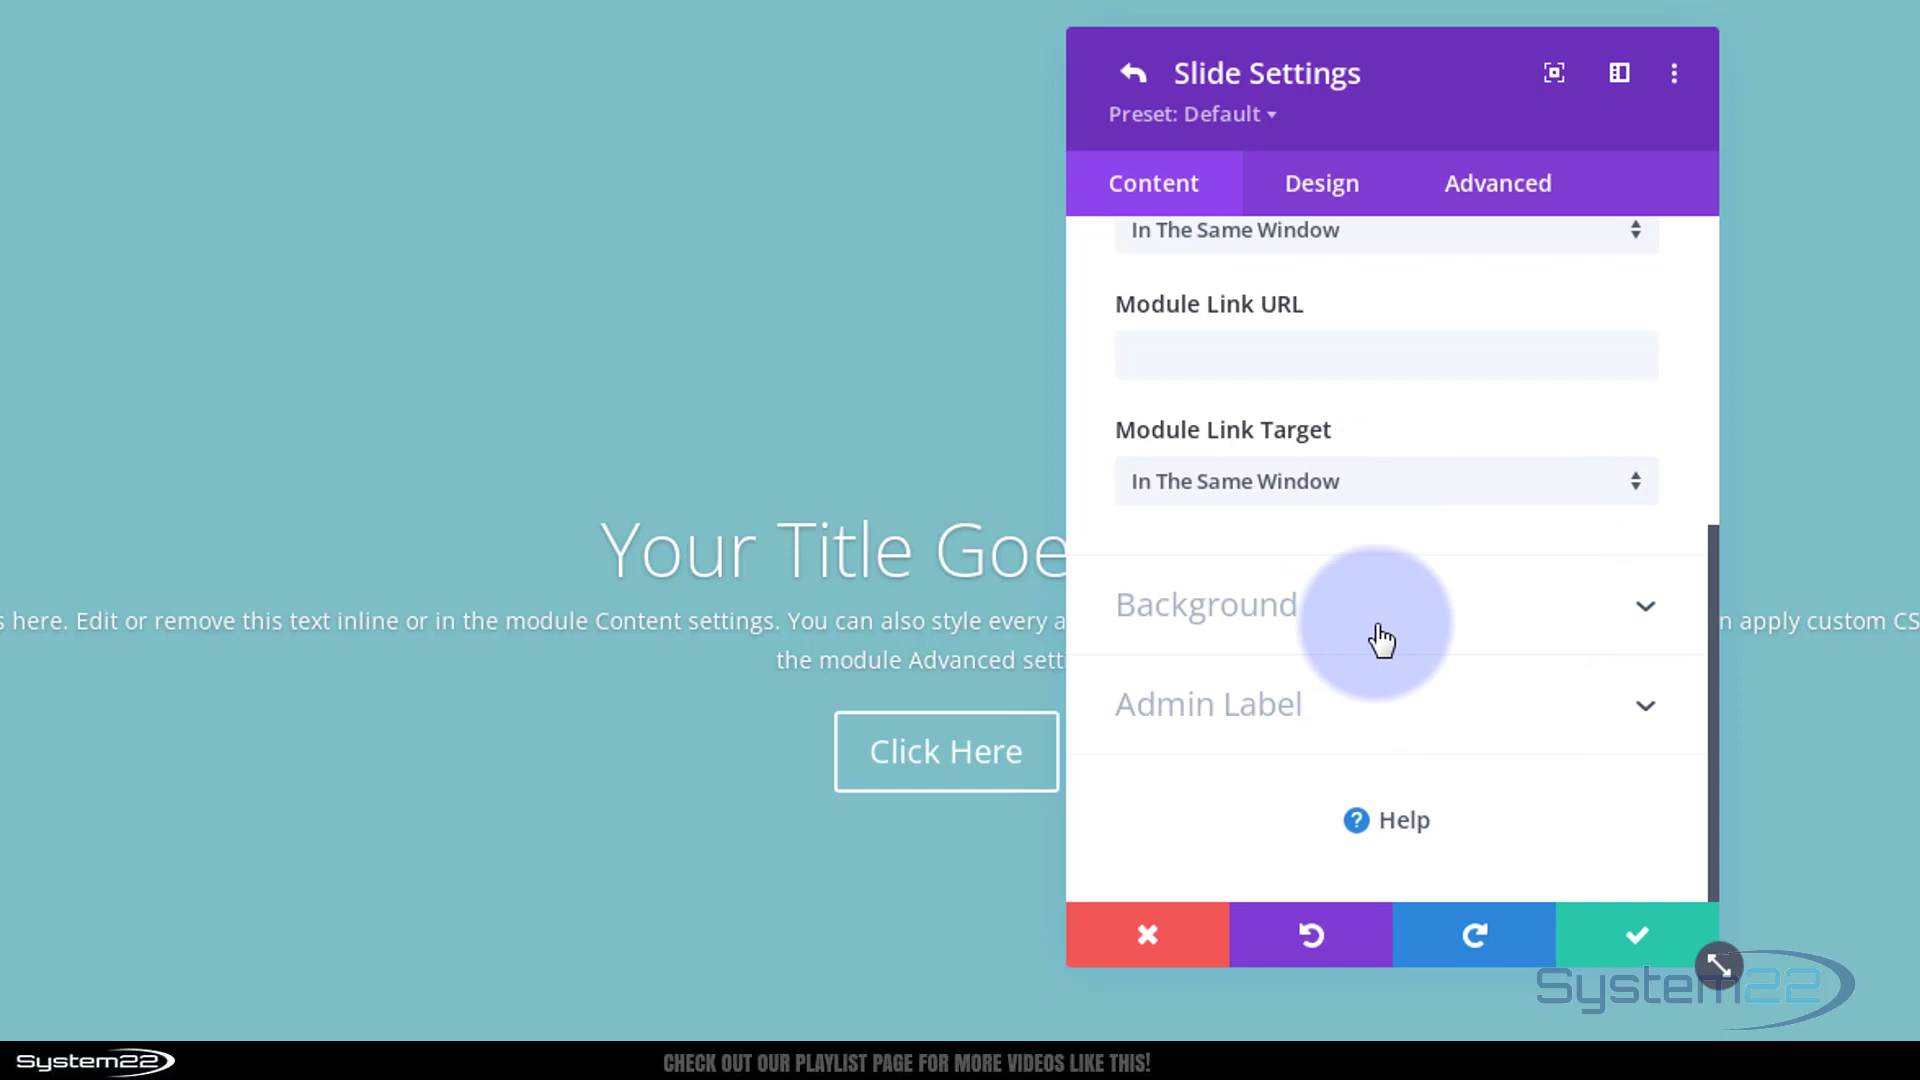 Slide Settings
Preset: Default
Content Design Advanced
In The Same Window
Module Link URL
Module Link Target
In The Same Window
Background
Admin Label
Help
Your Title Goe
s here. Edit or remove this text inline or in the module Content settings. You can also style every a
n apply custom CS
the module Advanced setti
Click Here
System22
System22
CHECK OUT OUR PLAYLIST PAGE FOR MORE VIDEOS LIKE THIS!